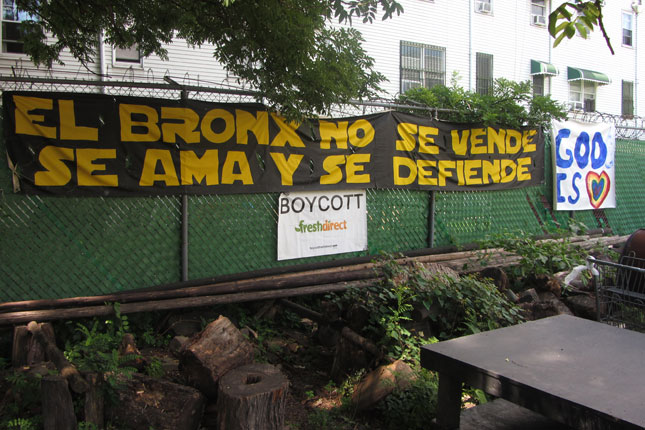 EL BRONX NO SE VENDE
SE AMA Y SE DEFIENDE
BOYCOTT
freshdirect
GOD
IS